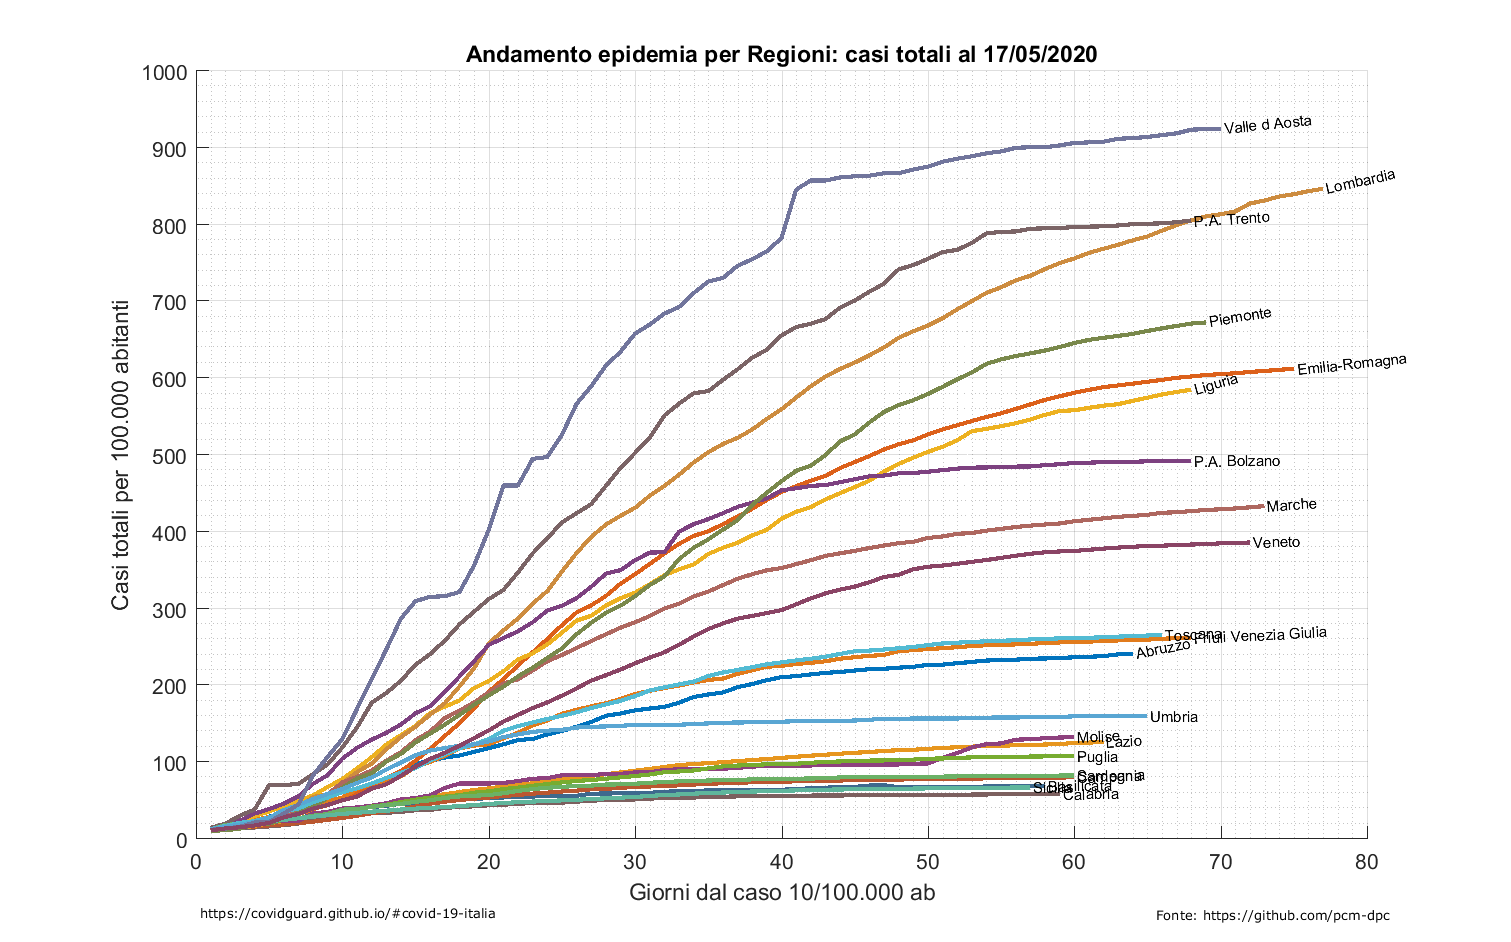 Andamento epidemia per Regioni: casi totali al 17/05/2020
1000
900
800
700
600
500
400
300
200
100
0
Casi totali per 100.000 abitanti
Valle d Aosta
Lombardia
P.A. Trento
Piemonte
Emilia-Romagna
Liguria
P.A. Bolzano
Marche
Veneto
Toscana
Friuli Venezia Giulia
Abruzzo
Umbria
Molise
Lazio
Puglia
Campania
Sicilia
Basilicata
Calabria
0 10 20 30 40 50 60 70 80
Giorni dal caso 10/100.000 ab
https://covidguard.github.io/#covid-19-italia
Fonte: https://github.com/pcm-dpc